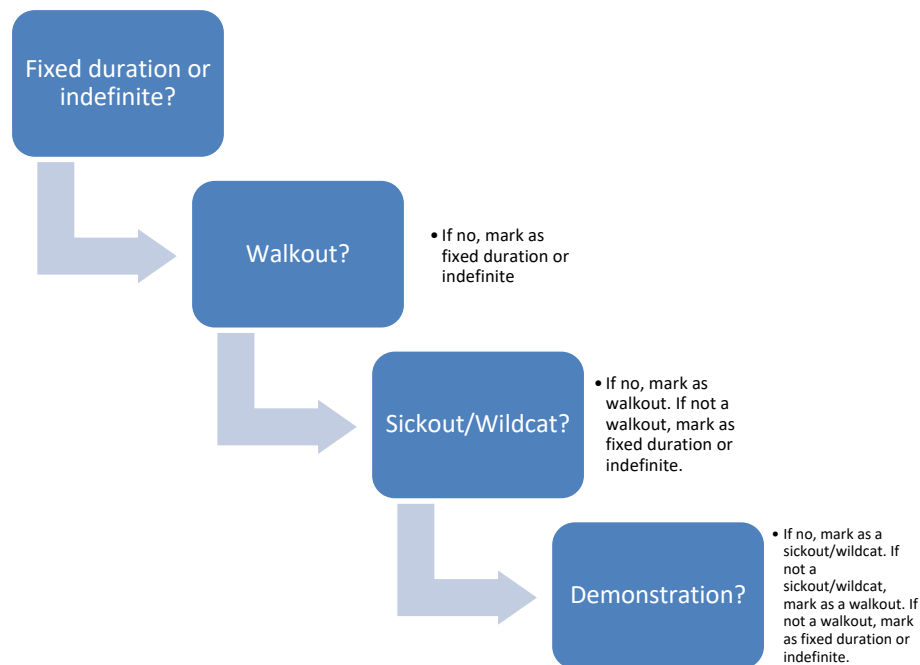 Fixed duration or
indefinite?
Walkout?
• If no, mark as
fixed duration or
indefinite
Sickout/Wildcat?
• If no, mark as
walkout. If not a
walkout, mark as
fixed duration or
indefinite.
Demonstration?
• If no, mark as a
sickout/wildcat. If
not a
sickout/wildcat,
mark as a walkout. If
not a walkout, mark
as fixed duration or
indefinite.